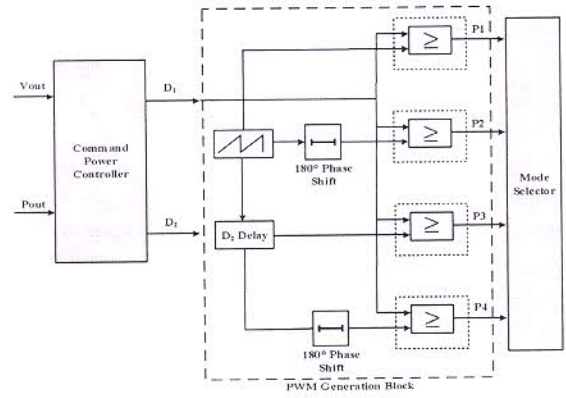 Vout
Pout
Command
Power
Controller
D₁
D₂
180° Phase
Shift
D₂ Delay
180° Phase
Shift
≥
≥
≥
≥
P1
P2
P3
P4
Mode
Selector
PWM Generation Block